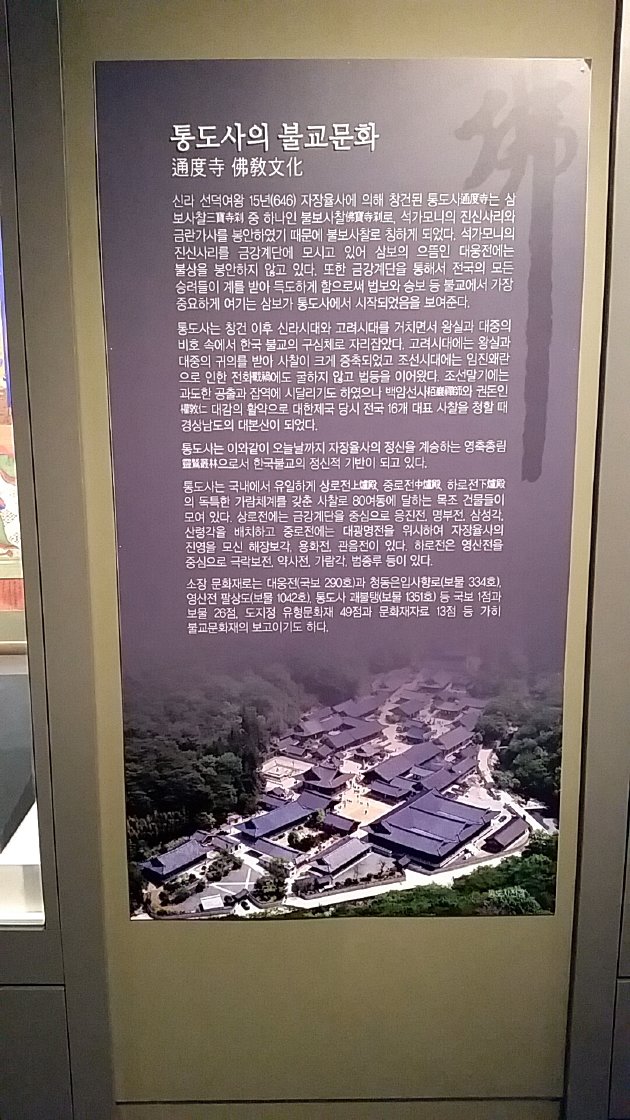 佛
통도사의 불교문화
通度寺 佛敎文化
신라 선덕여왕 15년(646) 자장율사에 의해 창건된 통도사通度寺는 삼
보사찰三寶寺刹 중 하나인 불보사찰佛寶寺刹로, 석가모니의 진신사리와
금란가사를 봉안하였기 때문에 불보사찰로 칭하게 되었다. 석가모니의
진신사리를 금강계단에 모시고 있어 삼보의 으뜸인 대웅전에는
불상을 봉안하지 않고 있다. 또한 금강계단을 통해서 전국의 모든
승려들이 계를 받아 득도하게 함으로써 법보와 승보 등 불교에서 가장
중요하게 여기는 삼보가 통도사에서 시작되었음을 보여준다.
통도사는 창건 이후 신라시대와 고려시대를 거치면서 왕실과 대중의
비호 속에서 한국 불교의 구심체로 자리잡았다. 고려시대에는 왕실과
대중의 귀의를 받아 사찰이 크게 증축되었고 조선시대에는 임진왜란
으로 인한 전화戰禍에도 굴하지 않고 법등을 이어왔다. 조선말기에는
과도한 공출과 잡역에 시달리기도 하였으나 백암선사栢庵禪師와 권돈인
權敦仁 대감의 활약으로 대한제국 당시 전국 16개 대표 사찰을 청할 때
경상남도의 대본산이 되었다.
통도사는 이와같이 오늘날까지 자장율사의 정신을 계승하는 영축총림
靈鷲叢林으로서 한국불교의 정신적 기반이 되고 있다.
통도사는 국내에서 유일하게 상로전上爐殿, 중로전中爐殿, 하로전下爐殿
의 독특한 가람체계를 갖춘 사찰로 80여동에 달하는 목조 건물들이
모여 있다. 상로전에는 금강계단을 중심으로 응진전, 명부전, 삼성각,
산령각을 배치하고 중로전에는 대광명전을 위시하여 자장율사의
진영을 모신 해장보각, 용화전, 관음전이 있다. 하로전은 영산전을
중심으로 극락보전, 약사전, 가람각, 범종루 등이 있다.
소장 문화재로는 대웅전(국보 290호)과 청동은입사향로(보물 334호),
영산전 팔상도(보물 1042호), 통도사 괘불탱(보물 1351호) 등 국보 1점과
보물 26점, 도지정 유형문화재 49점과 문화재자료 13점 등 가히
불교문화재의 보고이기도 하다.
통도사전경